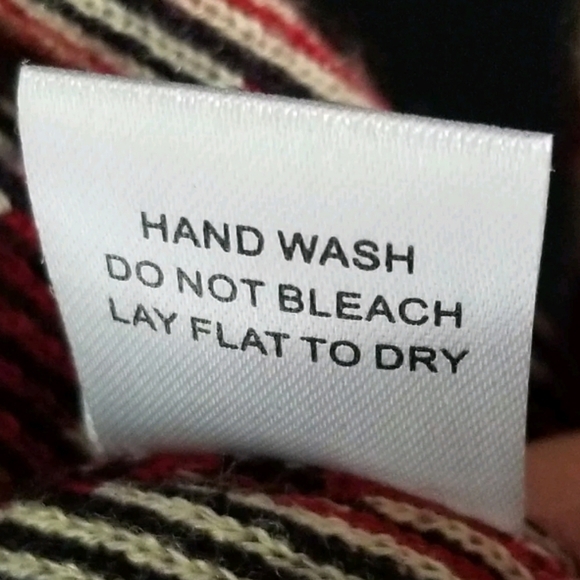 HAND WASH
DO NOT BLEACH
LAY FLAT TO DRY